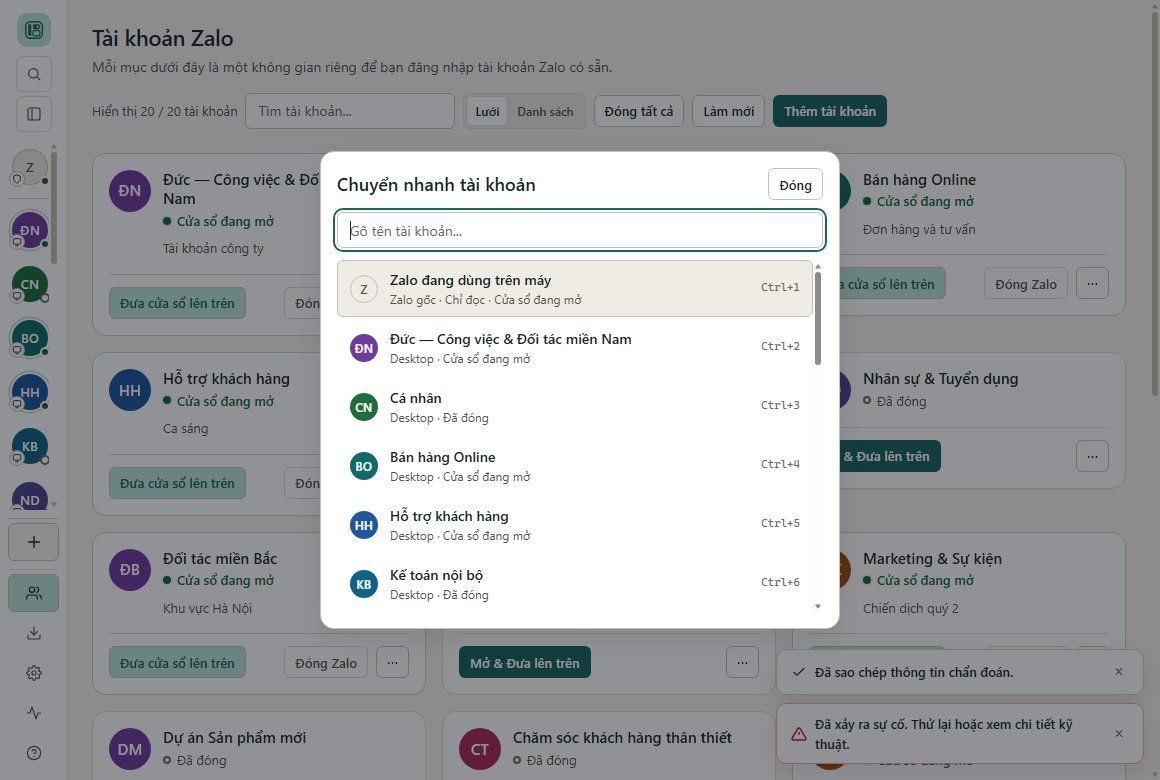 Tài khoản Zalo
Mỗi mục dưới đây là một không gian riêng để bạn đăng nhập tài khoản Zalo có sẵn.
Hiển thị 20 / 20 tài khoản
Tìm tài khoản...
Lưới
Danh sách
Đóng tất cả
Làm mới
Thêm tài khoản
Z
ĐN
CN
BO
HH
KB
ND
ĐN
Đức — Công việc & Đố
Nam
Cửa sổ đang mở
Tài khoản công ty
Đưa cửa sổ lên trên
Đón
Bán hàng Online
Cửa sổ đang mở
Đơn hàng và tư vấn
a cửa sổ lên trên
Đóng Zalo
...
Chuyển nhanh tài khoản
Đóng
Gõ tên tài khoản...
Z
Zalo đang dùng trên máy
Zalo gốc · Chỉ đọc · Cửa sổ đang mở
Ctrl+1
ĐN
Đức — Công việc & Đối tác miền Nam
Desktop · Cửa sổ đang mở
Ctrl+2
CN
Cá nhân
Desktop · Đã đóng
Ctrl+3
BO
Bán hàng Online
Desktop · Cửa sổ đang mở
Ctrl+4
HH
Hỗ trợ khách hàng
Desktop · Cửa sổ đang mở
Ctrl+5
KB
Kế toán nội bộ
Desktop · Đã đóng
Ctrl+6
HH
Hỗ trợ khách hàng
Cửa sổ đang mở
Ca sáng
Đưa cửa sổ lên trên
Đón
Nhân sự & Tuyển dụng
Đã đóng
& Đưa lên trên
...
ĐB
Đối tác miền Bắc
Cửa sổ đang mở
Khu vực Hà Nội
Đưa cửa sổ lên trên
Đóng Zalo
...
Mở & Đưa lên trên
...
Marketing & Sự kiện
Cửa sổ đang mở
Chiến dịch quý 2
DM
Dự án Sản phẩm mới
Đã đóng
CT
Chăm sóc khách hàng thân thiết
Đã đóng
Đã sao chép thông tin chẩn đoán.
Đã xảy ra sự cố. Thử lại hoặc xem chi tiết kỹ
thuật.